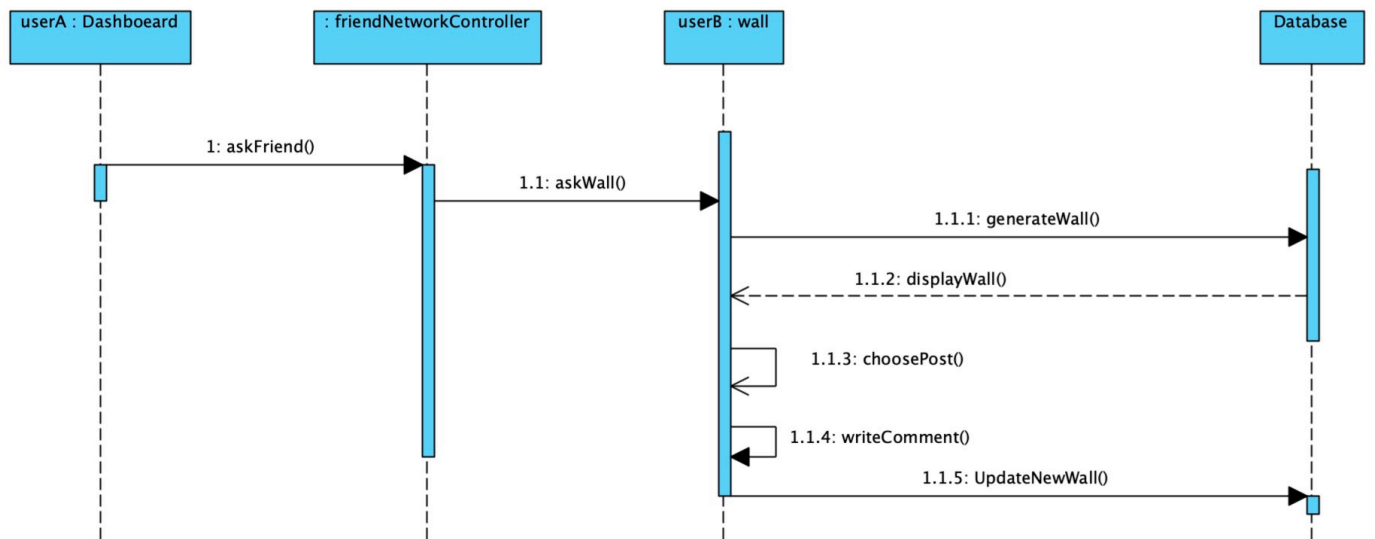 userA : Dashboeard
: friendNetworkController
userB : wall
Database
1: askFriend()
1.1: askWall()
1.1.1: generateWall()
1.1.2: displayWall()
1.1.3: choosePost()
1.1.4: writeComment()
1.1.5: UpdateNewWall()